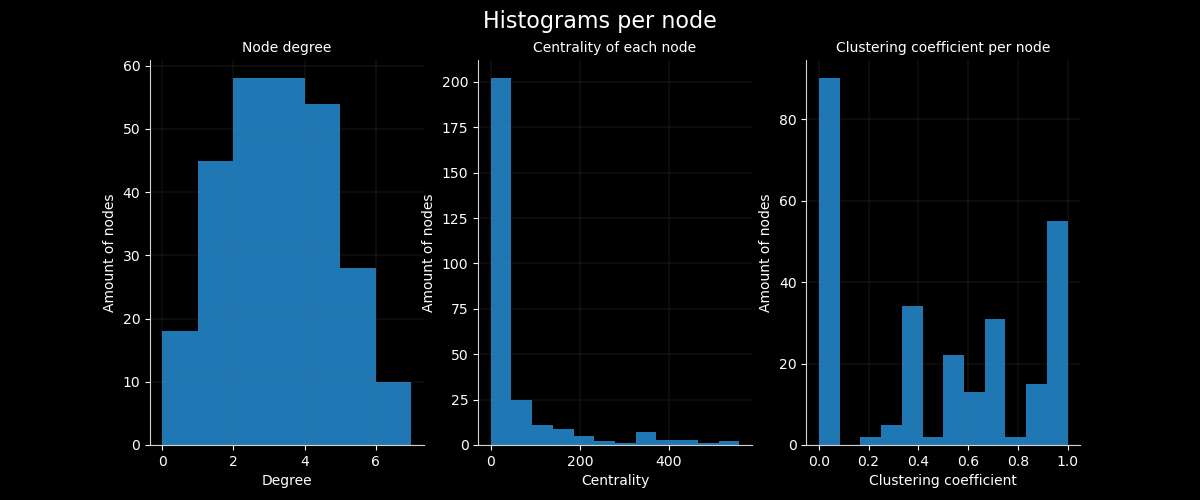 Histograms per node
Node degree
Amount of nodes
60
50
40
30
20
10
0
0 2 4 6
Degree
Centrality of each node
Amount of nodes
200
175
150
125
100
75
50
25
0
0 200 400
Centrality
Clustering coefficient per node
Amount of nodes
80
60
40
20
0
0.0 0.2 0.4 0.6 0.8 1.0
Clustering coefficient